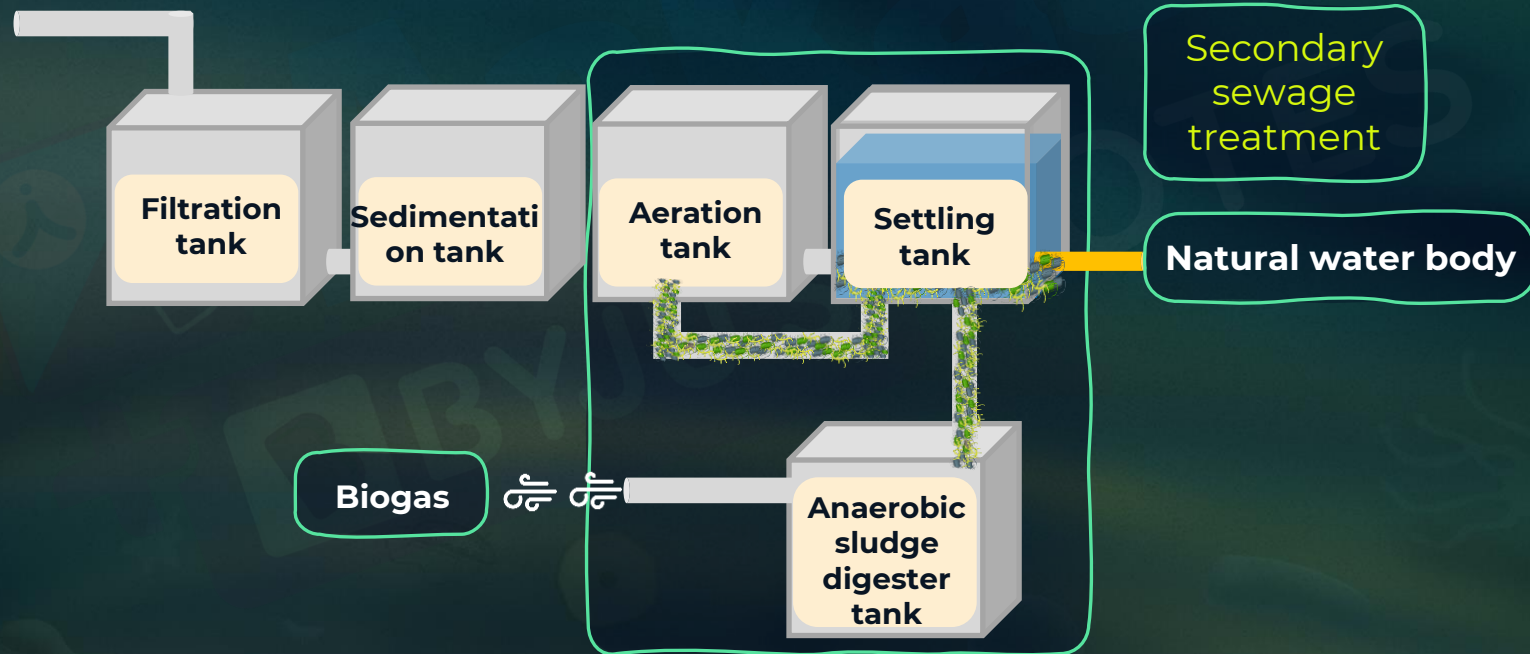 Secondary
sewage
treatment
Filtration
tank
Sedimentati
on tank
Aeration
tank
Settling
tank
Natural water body
Biogas
Anaerobic
sludge
digester
tank